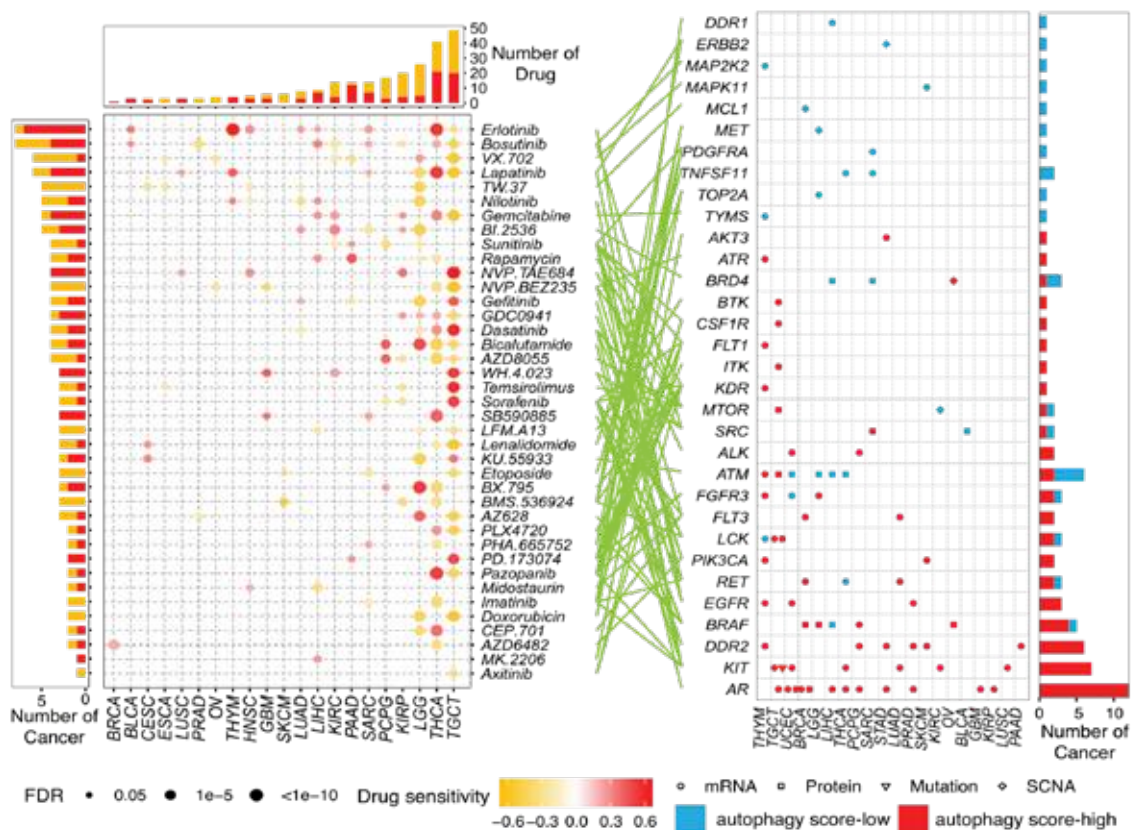 50
40
30
20
10
0
Number of
Drug
Erlotinib
Bosutinib
VX.702
Lapatinib
TW.37
Nilotinib
Gemcitabine
BI.2536
Sunitinib
Rapamycin
NVP.TAE684
NVP.BEZ235
Gefitinib
GDC0941
Dasatinib
Bicalutamide
AZD8055
WH.4.023
Temsirolimus
Sorafenib
SB590885
LFM.A13
Lenalidomide
KU.55933
Etoposide
BX.795
BMS.536924
AZ628
PLX4720
PHA.665752
PD.173074
Pazopanib
Midostaurin
Imatinib
Doxorubicin
CEP.701
AZD6482
MK.2206
Axitinib
5 0
Number of
Cancer
BRCA
BLCA
CESC
ESCA
LUSC
PRAD
OV
THYM
HNSC
GBM
SKCM
LUAD
LIHC
KIRC
PAAD
SARC
PCPG
KIRP
LGG
THCA
TGCT
DDR1
ERBB2
MAP2K2
MAPK11
MCL1
MET
PDGFRA
TNFSF11
TOP2A
TYMS
AKT3
ATR
BRD4
BTK
CSF1R
FLT1
ITK
KDR
MTOR
SRC
ALK
ATM
FGFR3
FLT3
LCK
PIK3CA
RET
EGFR
BRAF
DDR2
KIT
AR
THYM
TGCT
UCEC
BRCA
LGG
LIHC
THCA
PCPG
SARC
STAD
LUAD
PRAD
SKCM
KIRC
OV
BLCA
GBM
KIRP
LUSC
PAAD
0 5 10
Number of
Cancer
FDR 0.05 1e-5 <1e-10
Drug sensitivity
-0.6 -0.3 0.0 0.3 0.6
mRNA Protein Mutation SCNA
autophagy score-low autophagy score-high